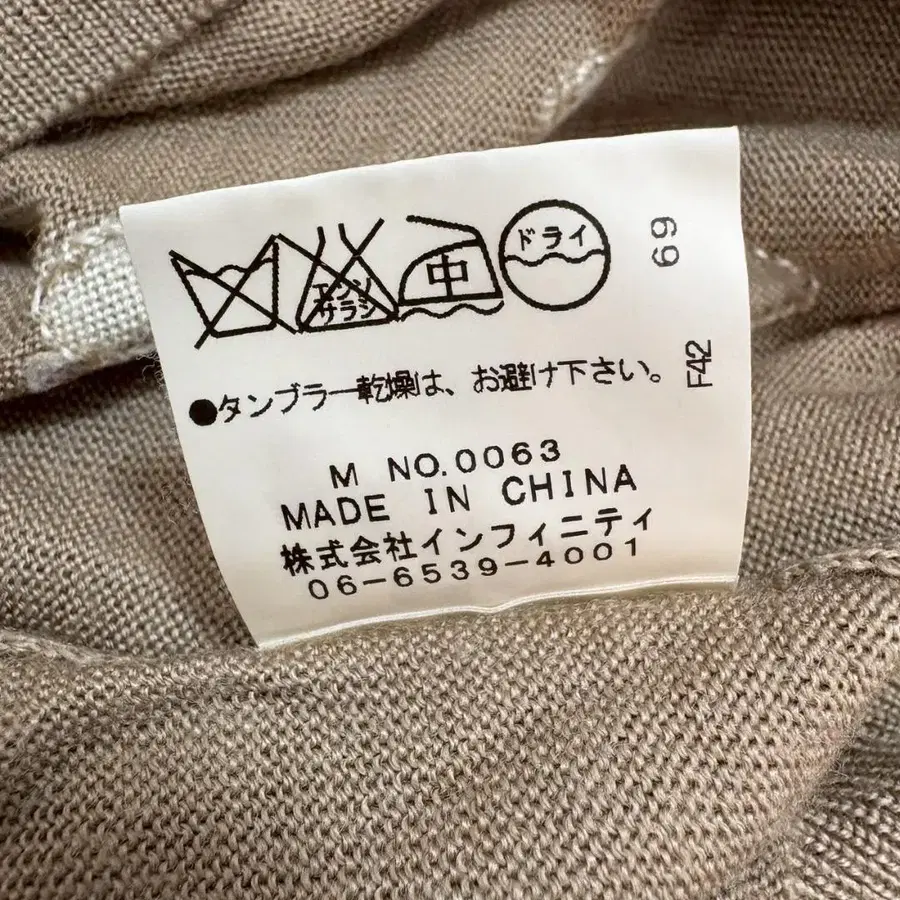 エンソ
サラシ
中
ドライ
69
●タンブラー乾燥は、お避け下さい。
F42
M NO.0063
MADE IN CHINA
株式会社インフィニティ
06-6539-4001